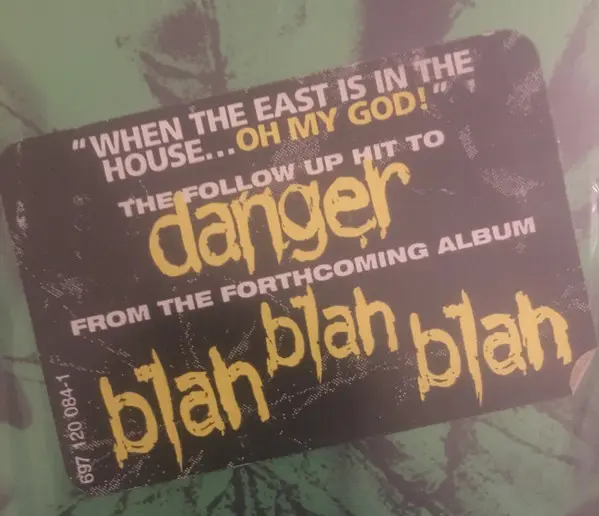 "WHEN THE EAST IS IN THE
HOUSE...OH MY GOD!"
THE FOLLOW UP HIT TO
danger
FROM THE FORTHCOMING ALBUM
blah blah blah
697 120 084-1